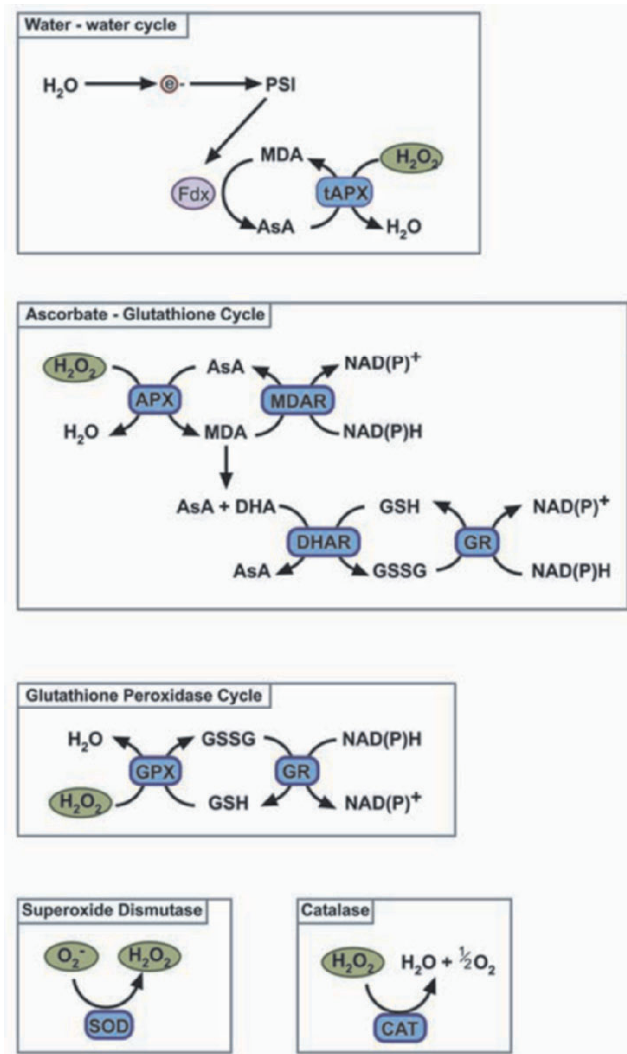 Water - water cycle
H₂O e- PSI
MDA H₂O₂
Fdx tAPX
AsA H₂O
Ascorbate - Glutathione Cycle
H₂O₂ AsA NAD(P)⁺
APX MDAR
H₂O MDA NAD(P)H
AsA + DHA GSH NAD(P)⁺
DHAR GR
AsA GSSG NAD(P)H
Glutathione Peroxidase Cycle
H₂O GSSG NAD(P)H
GPX GR
H₂O₂ GSH NAD(P)⁺
Superoxide Dismutase
O₂⁻ H₂O₂
SOD
Catalase
H₂O₂ H₂O + ½O₂
CAT